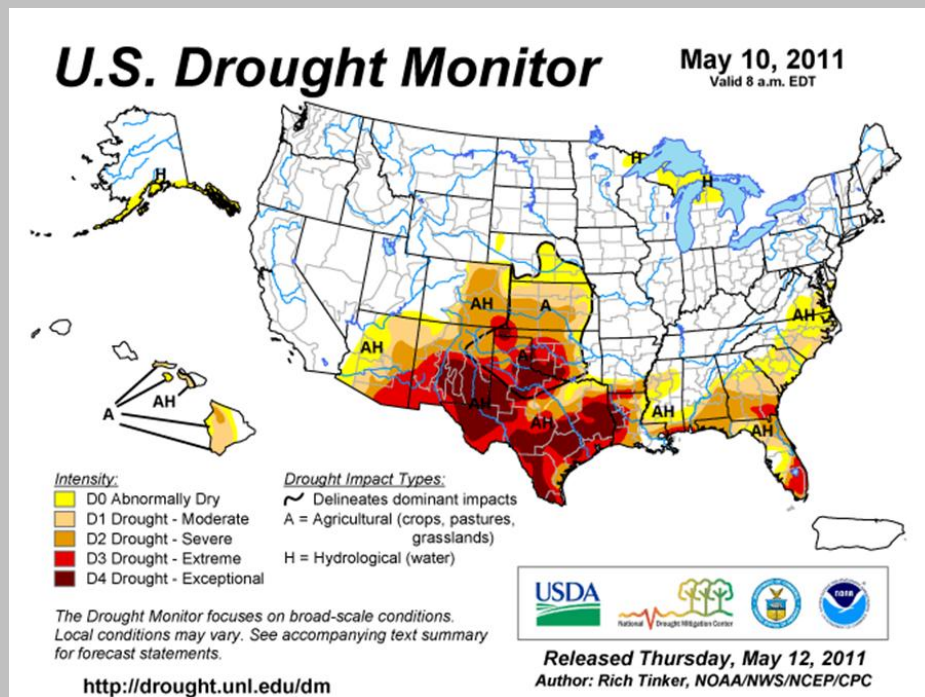 U.S. Drought Monitor
May 10, 2011
Valid 8 a.m. EDT
H
H
H
A
AH
AH
AH
A
AH
AH
AH
AH
A
AH
Intensity:
D0 Abnormally Dry
D1 Drought - Moderate
D2 Drought - Severe
D3 Drought - Extreme
D4 Drought - Exceptional
Drought Impact Types:
Delineates dominant impacts
A = Agricultural (crops, pastures,
grasslands)
H = Hydrological (water)
The Drought Monitor focuses on broad-scale conditions.
Local conditions may vary. See accompanying text summary
for forecast statements.
http://drought.unl.edu/dm
USDA
National Drought Mitigation Center
NOAA
Released Thursday, May 12, 2011
Author: Rich Tinker, NOAA/NWS/NCEP/CPC